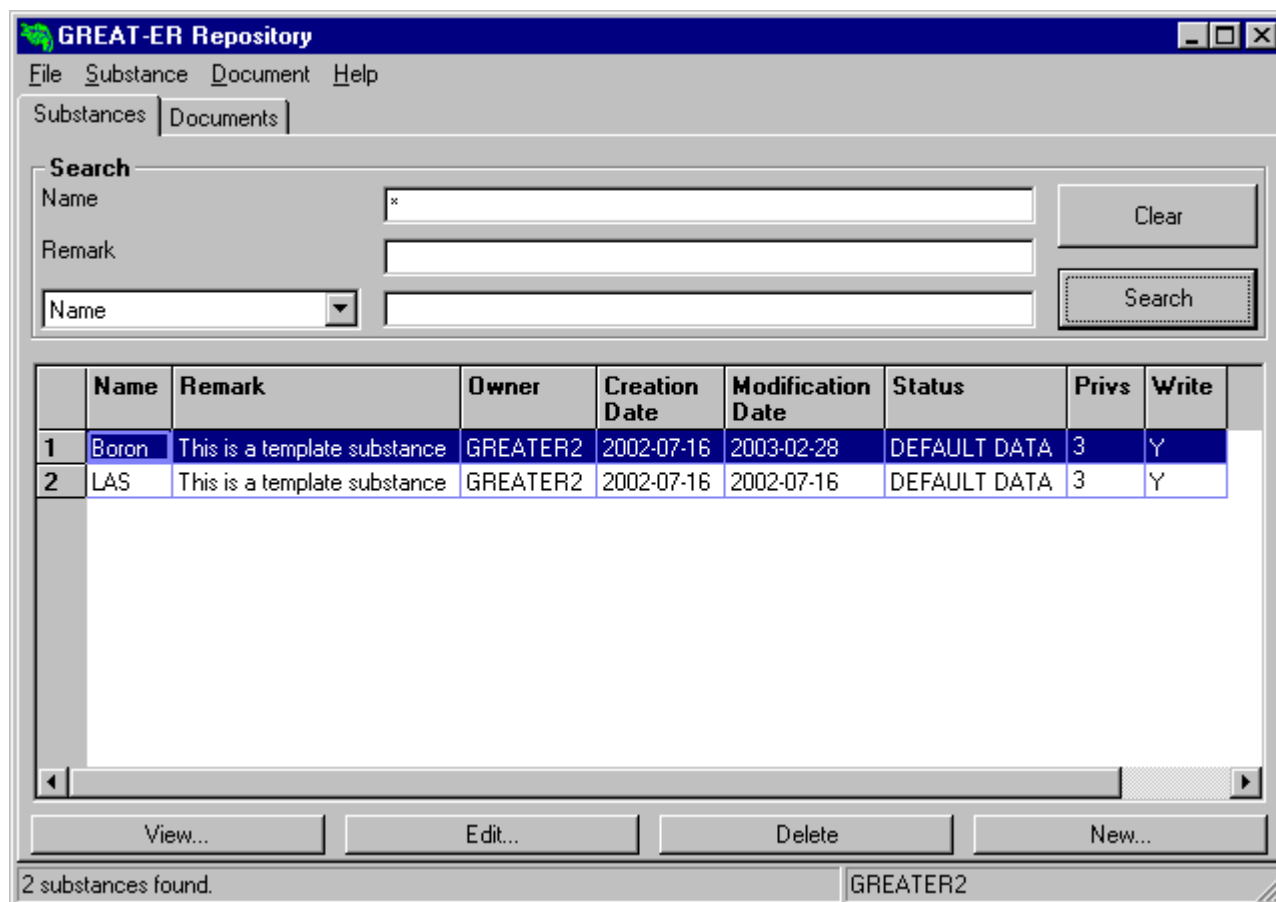 GREAT-ER Repository
File Substance Document Help
Substances Documents
Search
Name * Clear
Remark
Name Search
Name Remark Owner Creation Date Modification Date Status Privs Write
1 Boron This is a template substance GREATER2 2002-07-16 2003-02-28 DEFAULT DATA 3 Y
2 LAS This is a template substance GREATER2 2002-07-16 2002-07-16 DEFAULT DATA 3 Y
View... Edit... Delete New...
2 substances found. GREATER2